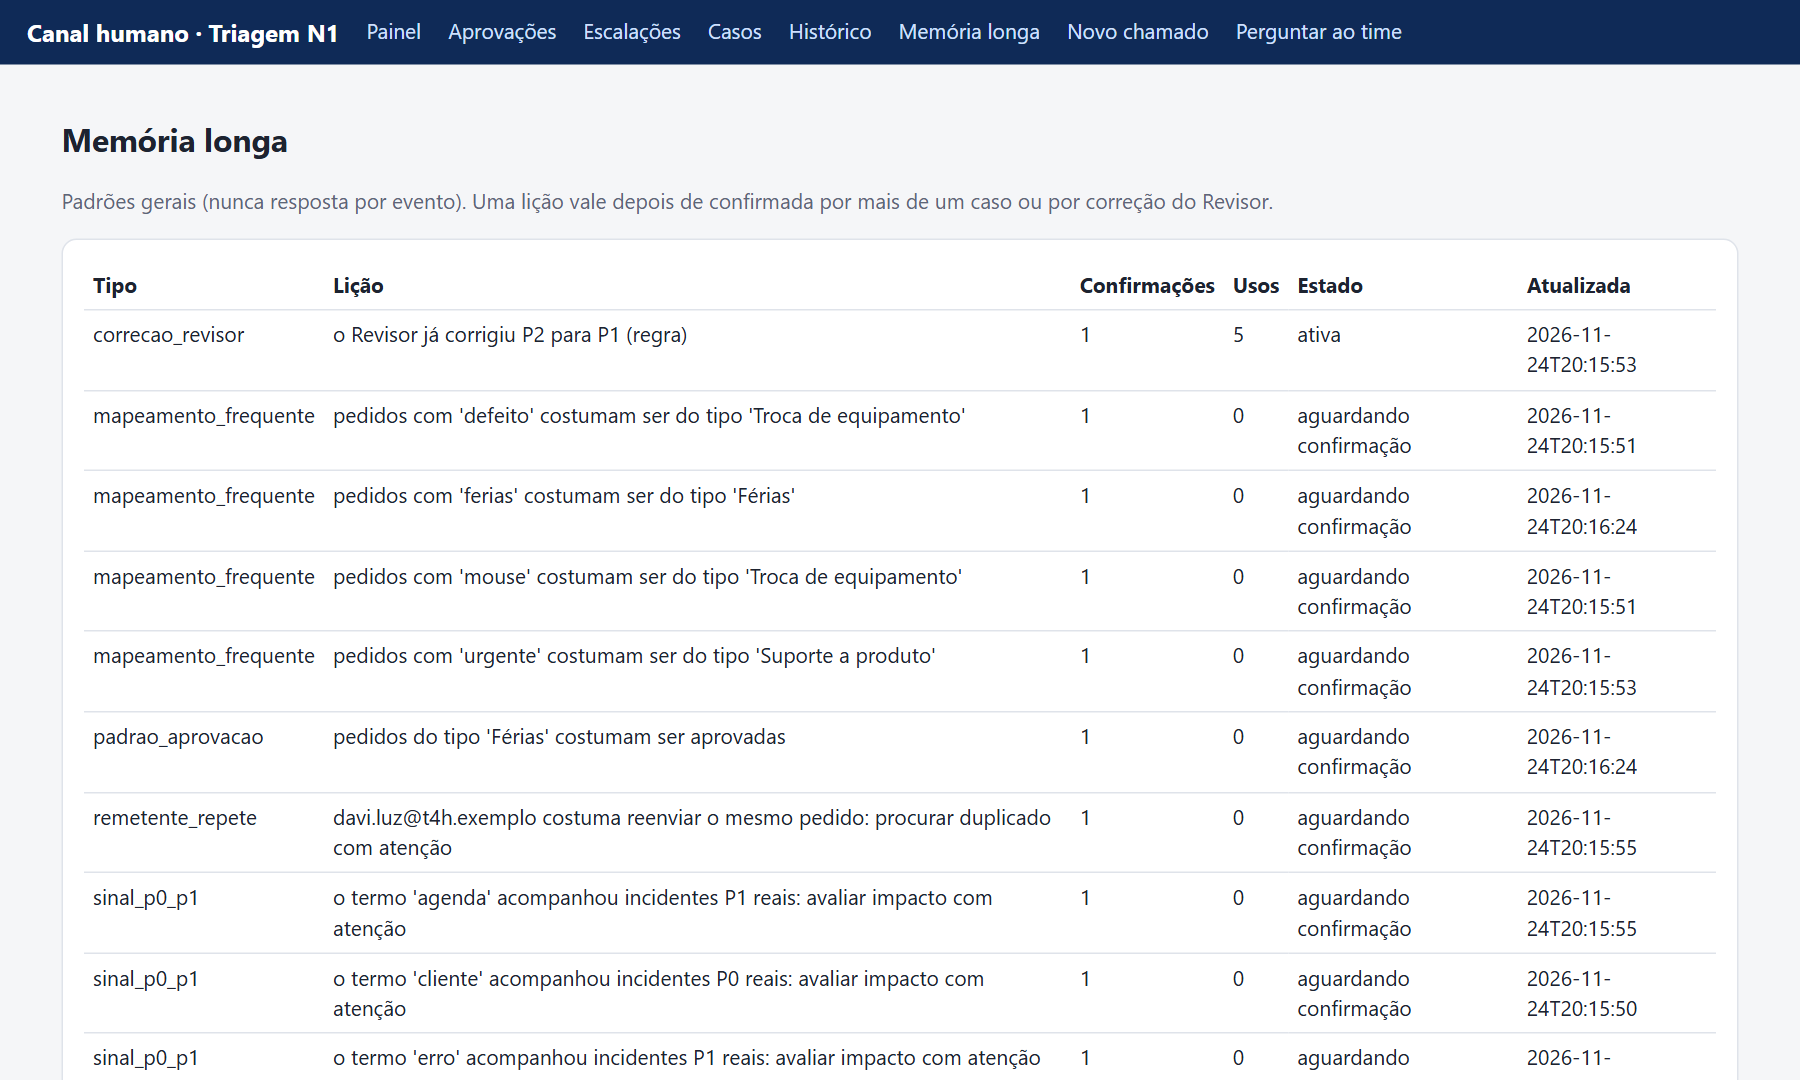 Canal humano · Triagem N1 Painel Aprovações Escalações Casos Histórico Memória longa Novo chamado Perguntar ao time
Memória longa
Padrões gerais (nunca resposta por evento). Uma lição vale depois de confirmada por mais de um caso ou por correção do Revisor.
Tipo Lição Confirmações Usos Estado Atualizada
correcao_revisor o Revisor já corrigiu P2 para P1 (regra) 1 5 ativa 2026-11-
24T20:15:53
mapeamento_frequente pedidos com 'defeito' costumam ser do tipo 'Troca de equipamento' 1 0 aguardando 2026-11-
confirmação 24T20:15:51
mapeamento_frequente pedidos com 'ferias' costumam ser do tipo 'Férias' 1 0 aguardando 2026-11-
confirmação 24T20:16:24
mapeamento_frequente pedidos com 'mouse' costumam ser do tipo 'Troca de equipamento' 1 0 aguardando 2026-11-
confirmação 24T20:15:51
mapeamento_frequente pedidos com 'urgente' costumam ser do tipo 'Suporte a produto' 1 0 aguardando 2026-11-
confirmação 24T20:15:53
padrao_aprovacao pedidos do tipo 'Férias' costumam ser aprovadas 1 0 aguardando 2026-11-
confirmação 24T20:16:24
remetente_repete davi.luz@t4h.exemplo costuma reenviar o mesmo pedido: procurar duplicado 1 0 aguardando 2026-11-
com atenção confirmação 24T20:15:55
sinal_p0_p1 o termo 'agenda' acompanhou incidentes P1 reais: avaliar impacto com 1 0 aguardando 2026-11-
atenção confirmação 24T20:15:55
sinal_p0_p1 o termo 'cliente' acompanhou incidentes P0 reais: avaliar impacto com 1 0 aguardando 2026-11-
atenção confirmação 24T20:15:50
sinal_p0_p1 o termo 'erro' acompanhou incidentes P1 reais: avaliar impacto com atenção 1 0 aguardando 2026-11-